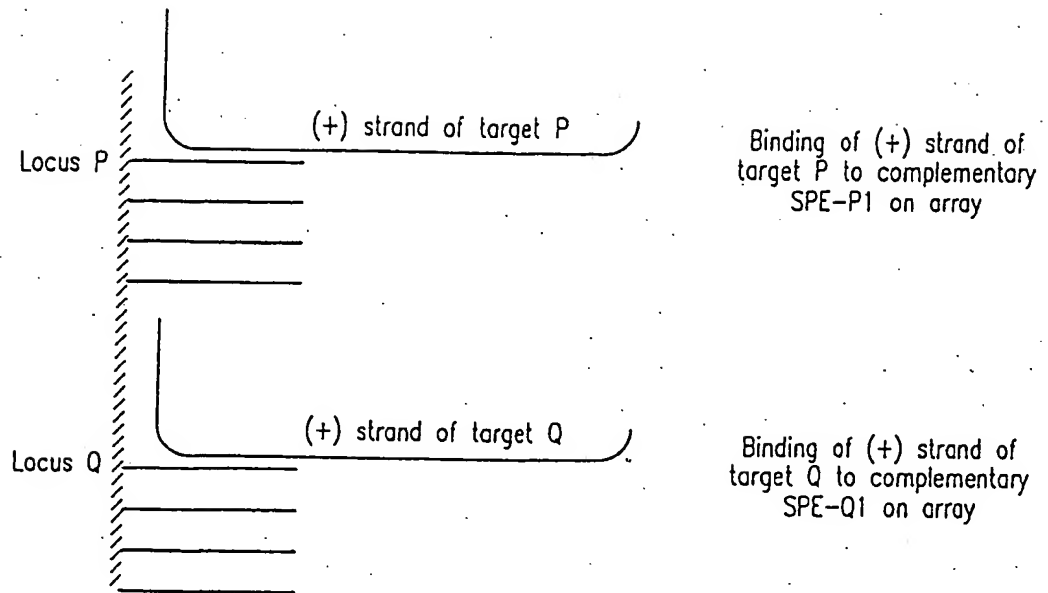 (+) strand of target P
Locus P
Binding of (+) strand of
target P to complementary
SPE-P1 on array
(+) strand of target Q
Locus Q
Binding of (+) strand of
target Q to complementary
SPE-Q1 on array